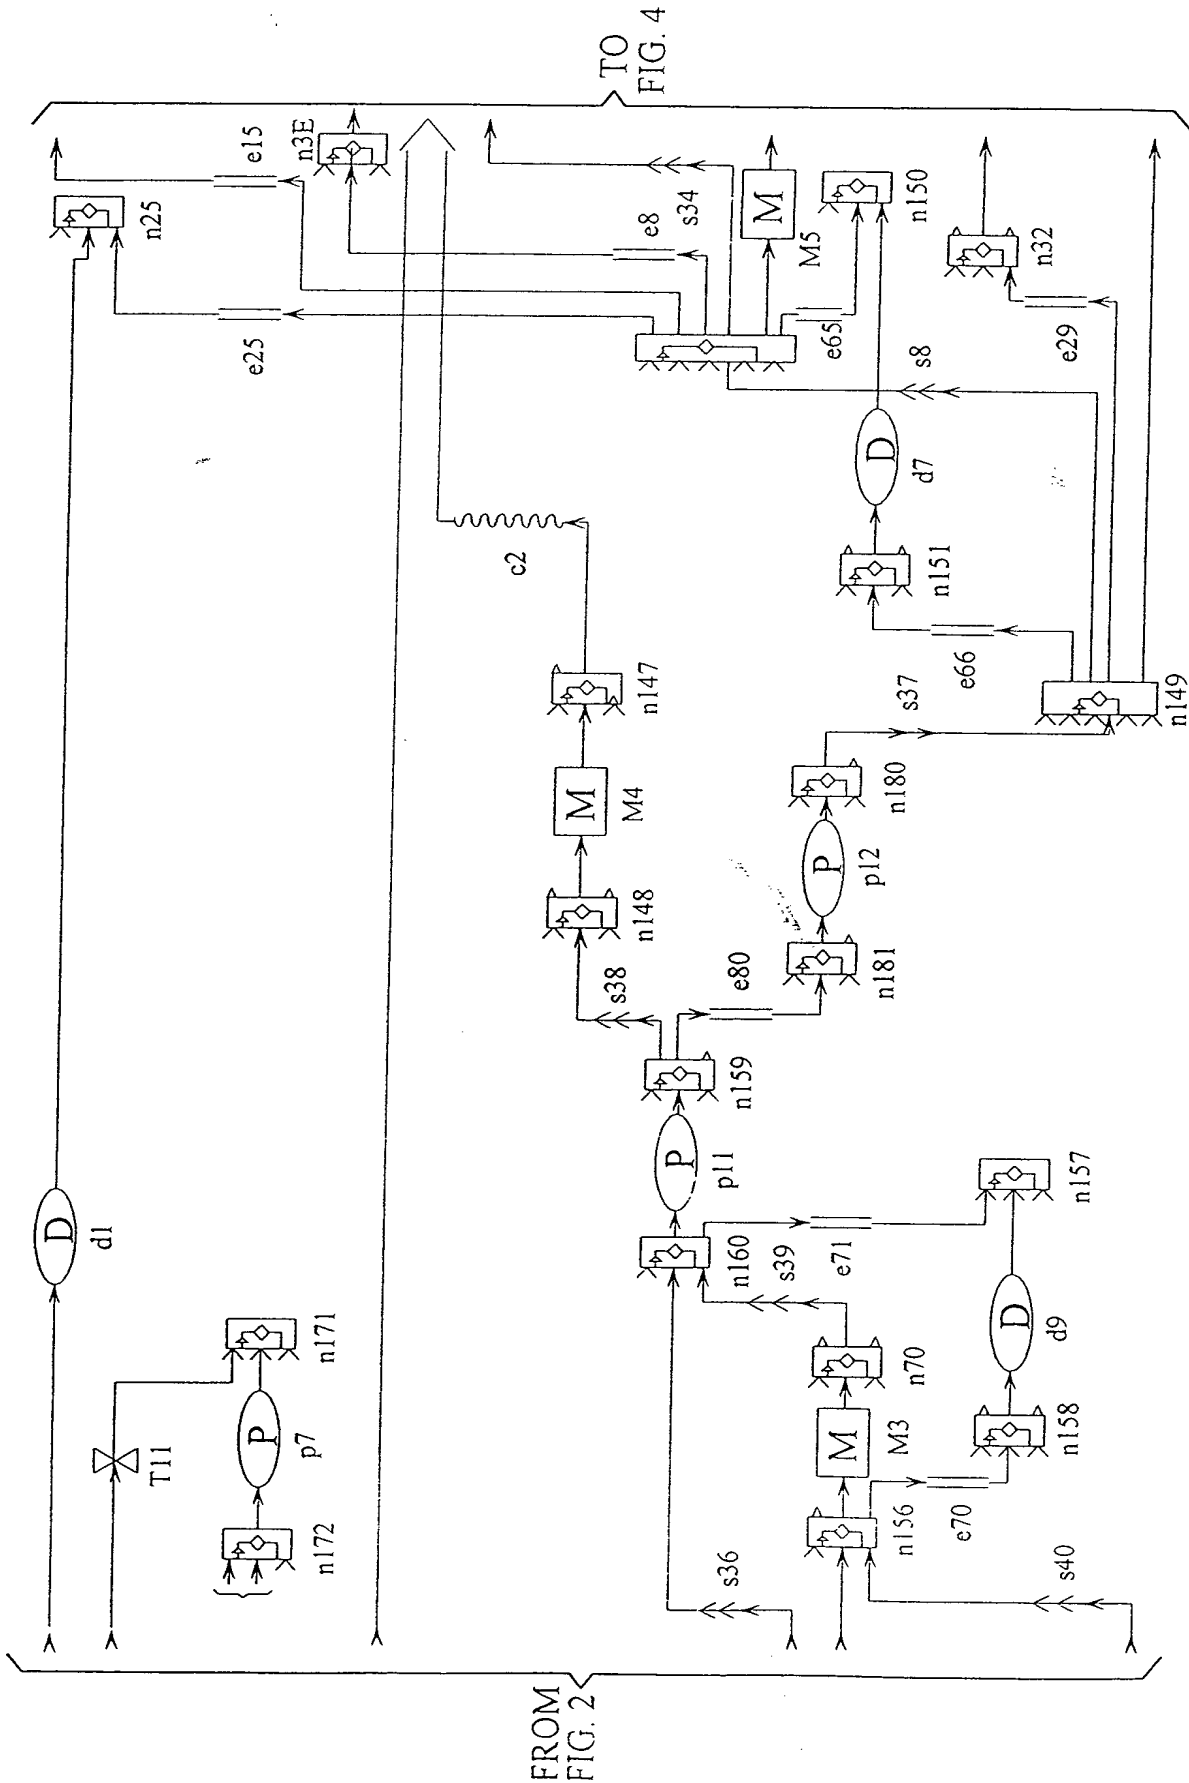 FROM
FIG. 2
TO
FIG. 4
D
d1
T11
P
p7
n172
n171
n25
e25
e15
n3E
e8
s34
M
M5
n150
e65
s8
n32
e29
D
d7
n151
e66
s37
n149
c2
n147
M
M4
n148
s38
e80
n180
P
p12
n181
n159
P
p11
n160
s39
e71
n157
D
d9
n158
n70
M
M3
n156
e70
s36
s40